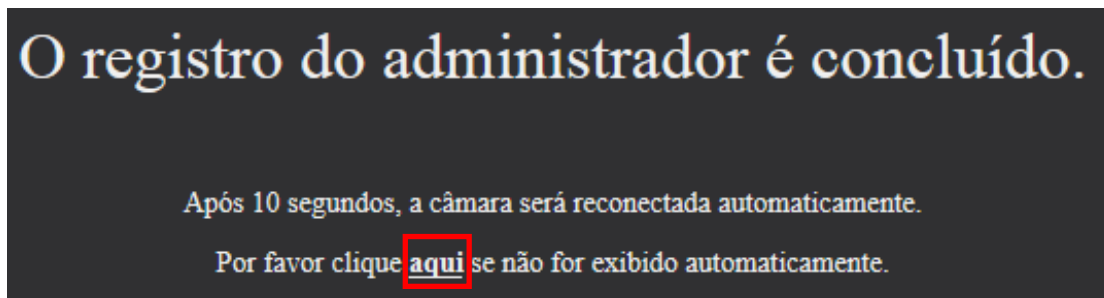 O registro do administrador é concluído.
Após 10 segundos, a câmara será reconectada automaticamente.
Por favor clique aqui se não for exibido automaticamente.